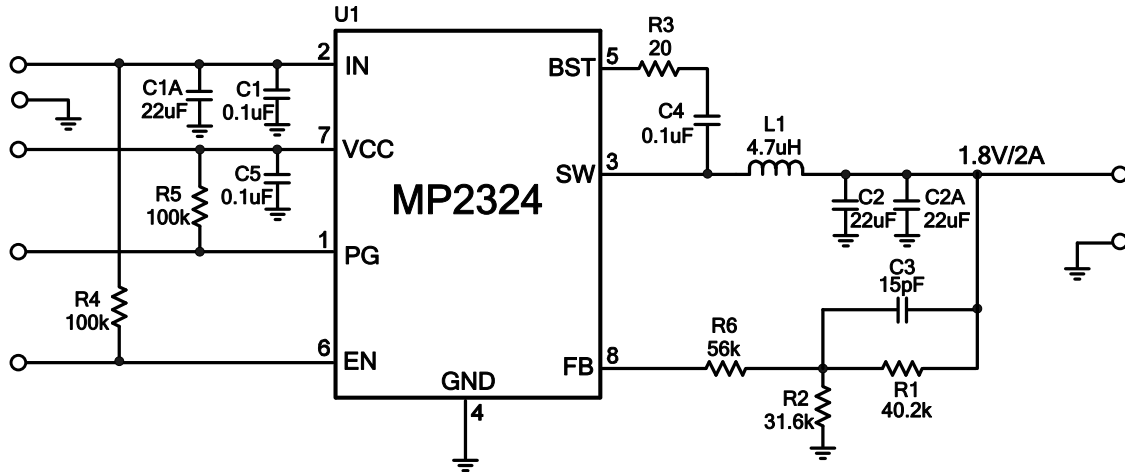 U1
MP2324
2
IN
7
VCC
1
PG
6
EN
GND
4
BST
5
SW
3
FB
8
C1A
22uF
C1
0.1uF
C5
0.1uF
R5
100k
R4
100k
R3
20
C4
0.1uF
L1
4.7uH
1.8V/2A
C2
22uF
C2A
22uF
C3
15pF
R6
56k
R2
31.6k
R1
40.2k